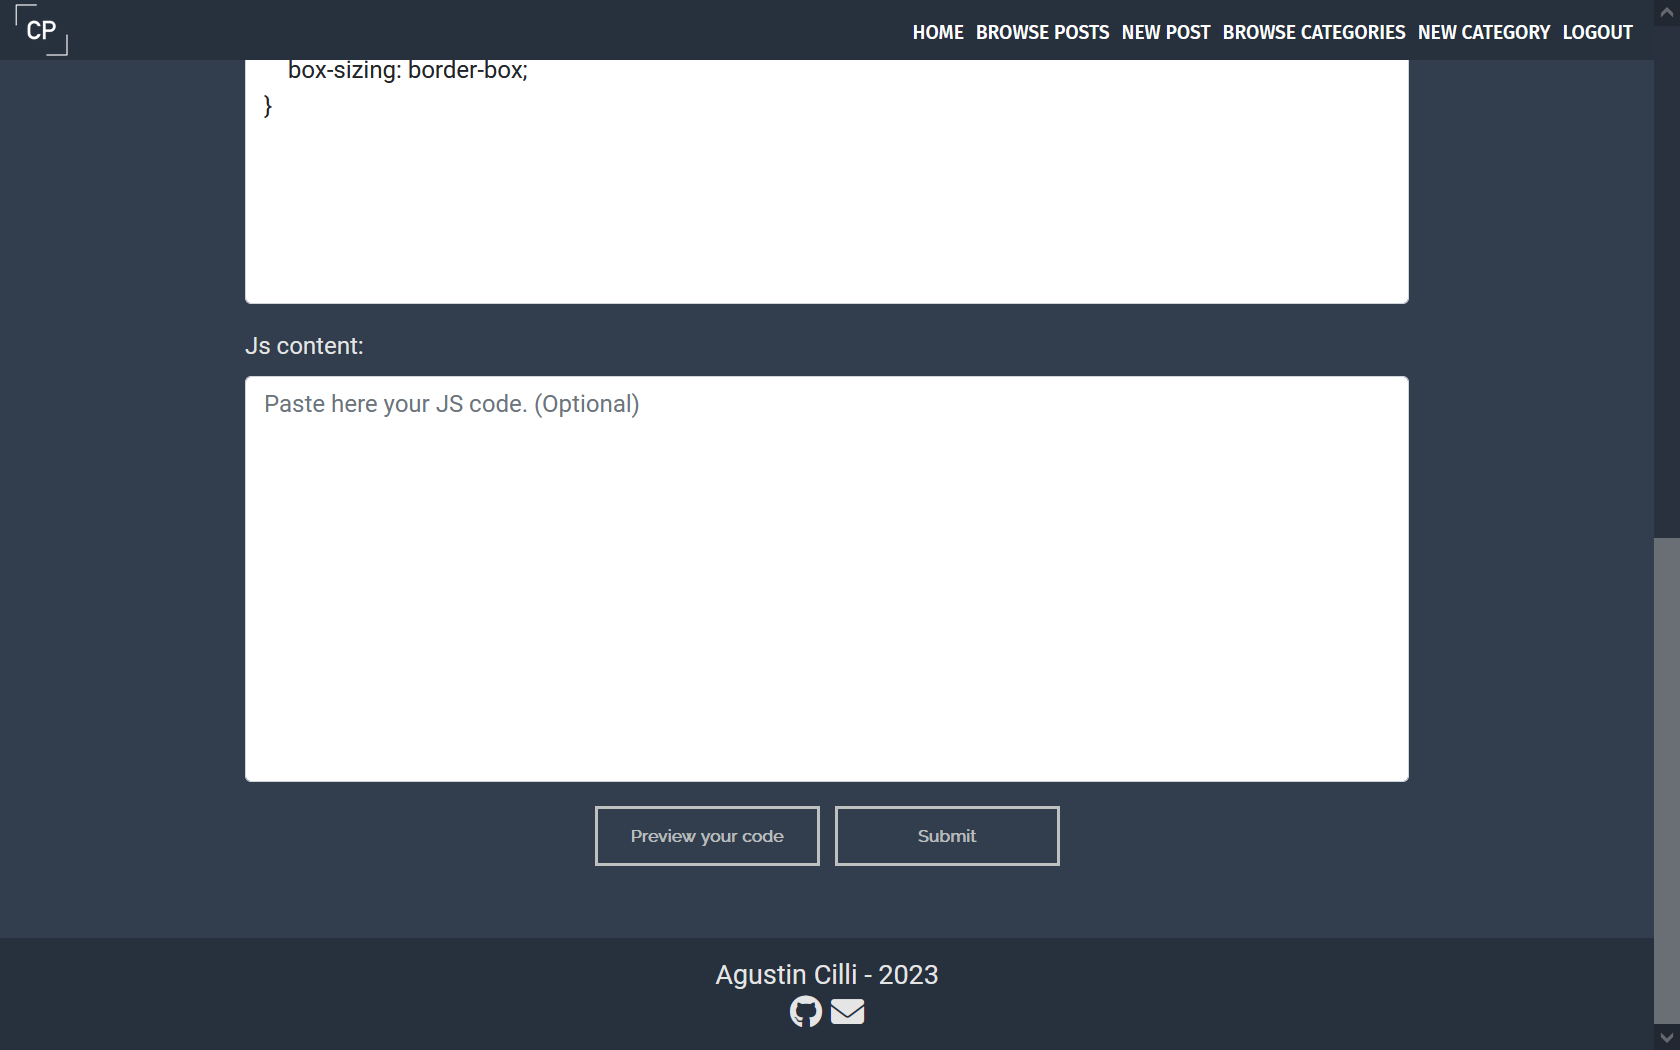 CP
HOME BROWSE POSTS NEW POST BROWSE CATEGORIES NEW CATEGORY LOGOUT
box-sizing: border-box;
}
Js content:
Paste here your JS code. (Optional)
Preview your code Submit
Agustin Cilli - 2023